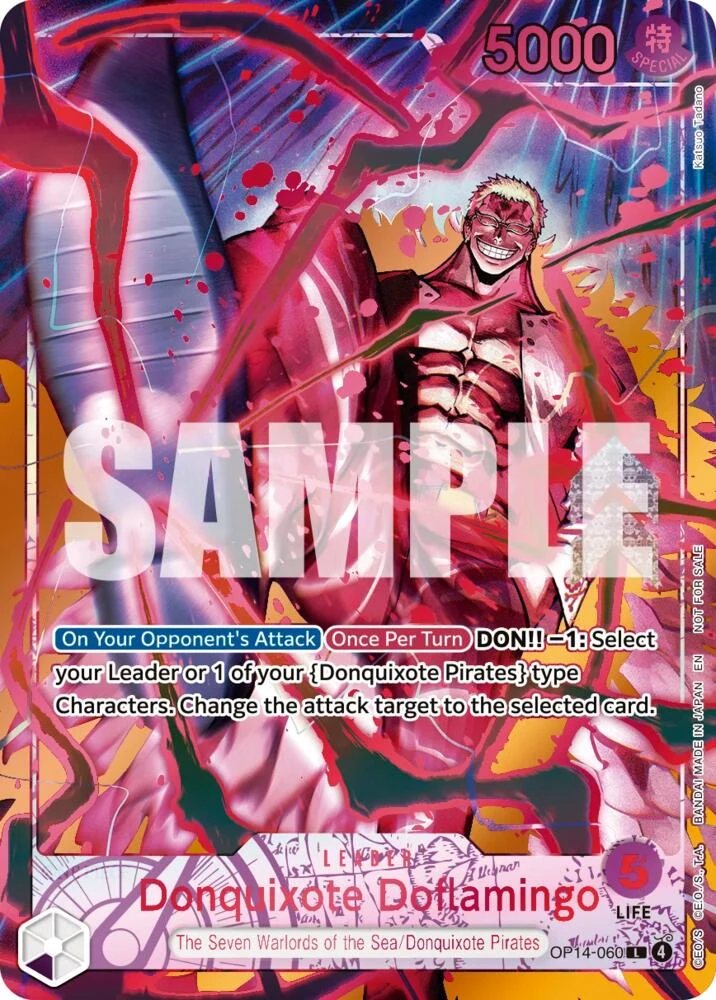 5000
特
SPECIAL
Katsuo Tadano
SAMPLE
On Your Opponent's Attack Once Per Turn DON!! −1: Select
your Leader or 1 of your {Donquixote Pirates} type
Characters. Change the attack target to the selected card.
©EO/S ©E.O./S., T.A. BANDAI MADE IN JAPAN EN NOT FOR SALE
LEADER
Donquixote Doflamingo
5
LIFE
The Seven Warlords of the Sea/Donquixote Pirates
OP14-060 L 4